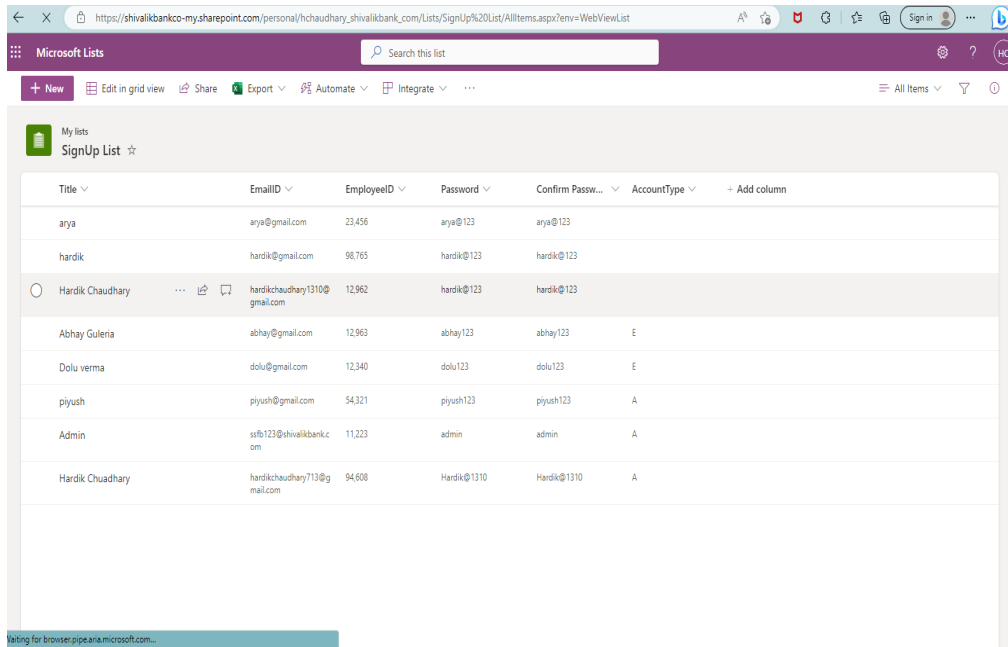 https://shivalikbankco-my.sharepoint.com/personal/hchaudhary_shivalikbank_com/Lists/SignUp%20List/AllItems.aspx?env=WebViewList Sign in
Microsoft Lists Search this list ? HC
+ New Edit in grid view Share Export Automate Integrate ... All Items
My lists
SignUp List
Title EmailID EmployeeID Password Confirm Passw... AccountType + Add column
arya arya@gmail.com 23,456 arya@123 arya@123
hardik hardik@gmail.com 98,765 hardik@123 hardik@123
Hardik Chaudhary ... hardikchaudhary1310@ 12,962 hardik@123 hardik@123
gmail.com
Abhay Guleria abhay@gmail.com 12,963 abhay123 abhay123 E
Dolu verma dolu@gmail.com 12,340 dolu123 dolu123 E
piyush piyush@gmail.com 54,321 piyush123 piyush123 A
Admin ssfb123@shivalikbank.c 11,223 admin admin A
om
Hardik Chuadhary hardikchaudhary713@g 94,608 Hardik@1310 Hardik@1310 A
mail.com
Waiting for browser.pipe.aria.microsoft.com...